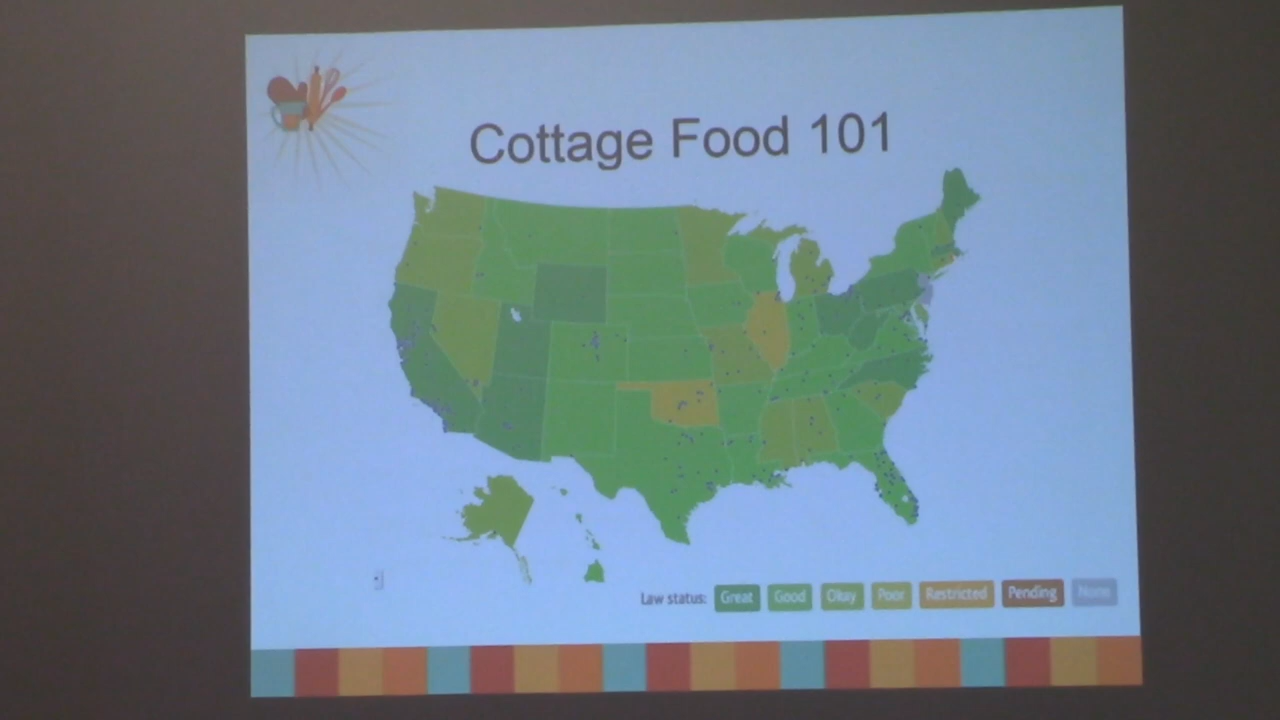 Cottage Food 101
Law status: Great Good Okay Poor Restricted Pending None